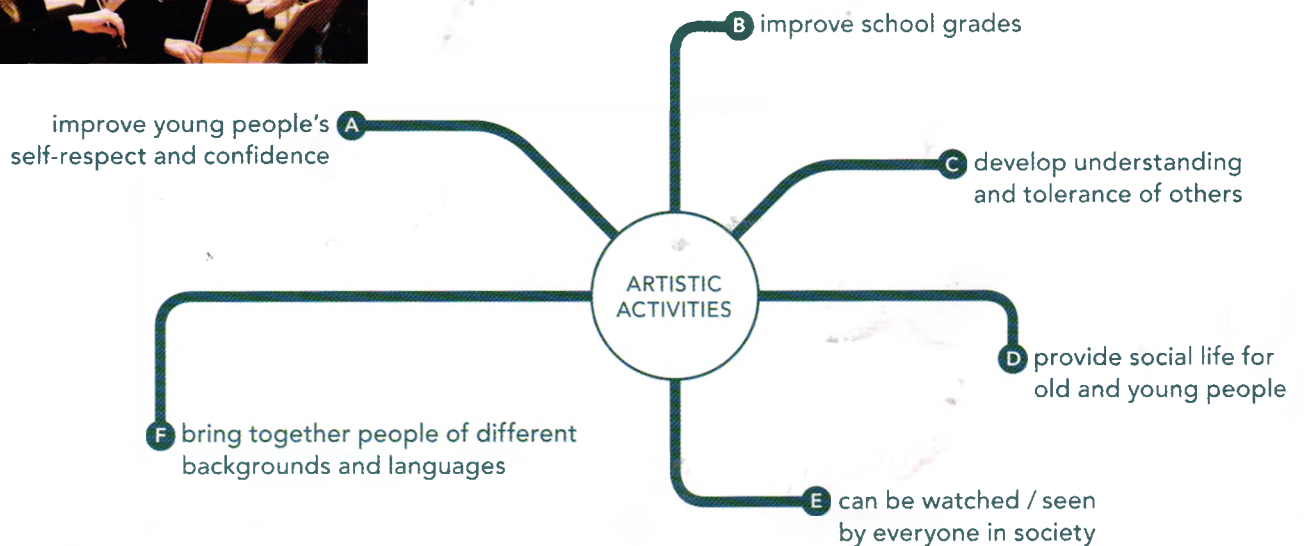 B improve school grades
A improve young people's
self-respect and confidence
C develop understanding
and tolerance of others
ARTISTIC
ACTIVITIES
D provide social life for
old and young people
F bring together people of different
backgrounds and languages
E can be watched / seen
by everyone in society